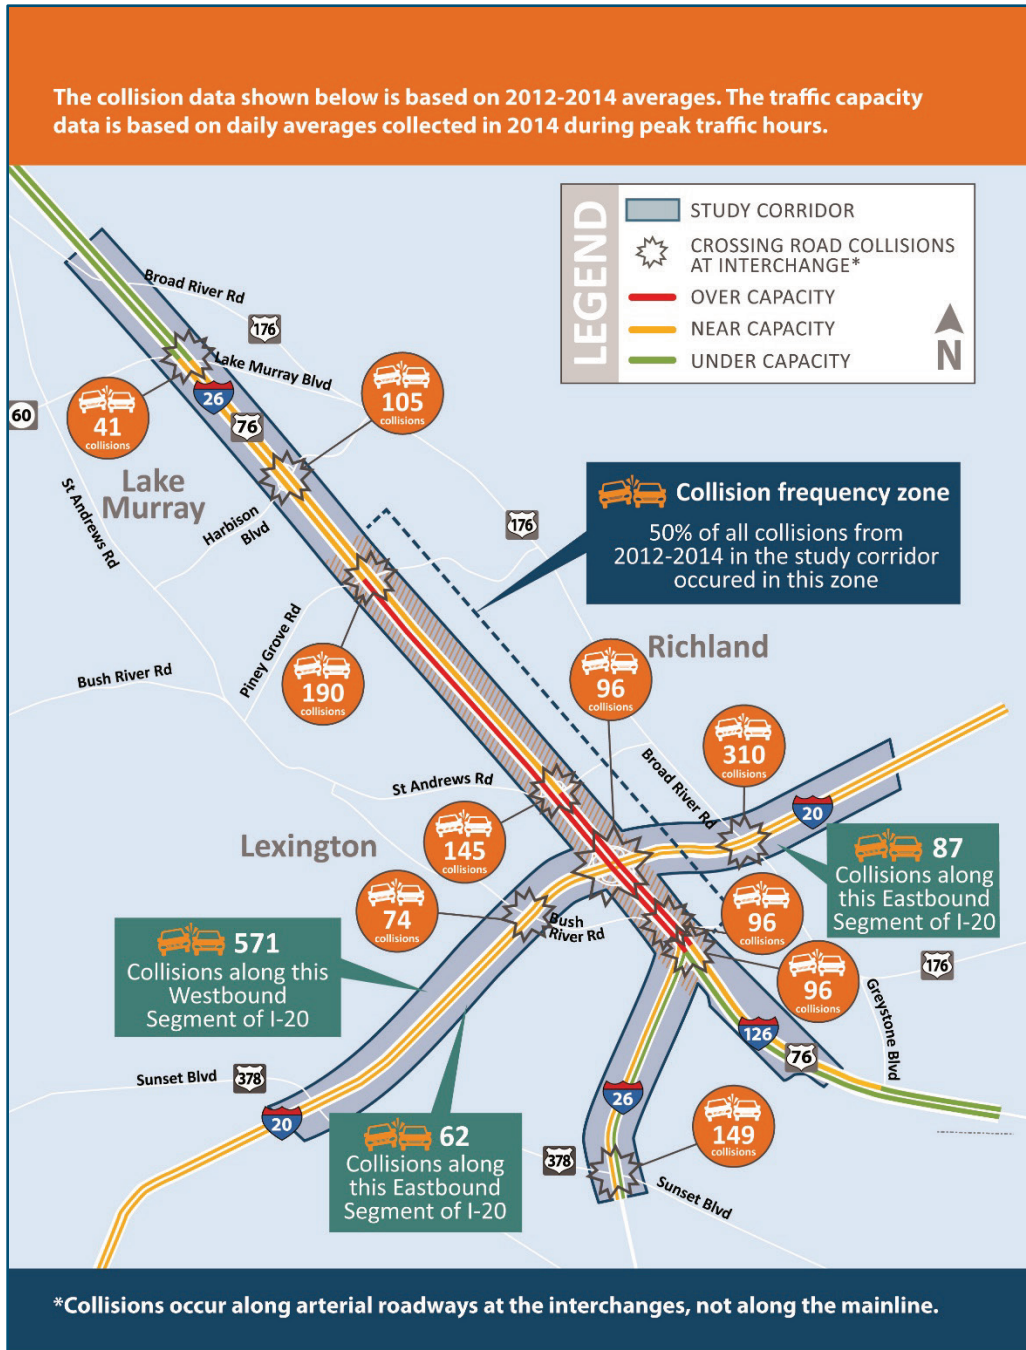 The collision data shown below is based on 2012-2014 averages. The traffic capacity
data is based on daily averages collected in 2014 during peak traffic hours.
LEGEND
STUDY CORRIDOR
CROSSING ROAD COLLISIONS
AT INTERCHANGE*
OVER CAPACITY
NEAR CAPACITY
UNDER CAPACITY
N
Broad River Rd
176
Lake Murray Blvd
26
76
60
41
collisions
105
collisions
Lake
Murray
St Andrews Rd
Harbison
Blvd
176
Collision frequency zone
50% of all collisions from
2012-2014 in the study corridor
occured in this zone
Piney Grove Rd
Bush River Rd
190
collisions
Richland
96
collisions
310
collisions
Broad River Rd
St Andrews Rd
20
145
collisions
Lexington
87
Collisions along
this Eastbound
Segment of I-20
74
collisions
Bush
River Rd
96
collisions
96
collisions
176
Greystone Blvd
571
Collisions along this
Westbound
Segment of I-20
126
76
Sunset Blvd
378
20
26
62
Collisions along
this Eastbound
Segment of I-20
149
collisions
378
Sunset Blvd
*Collisions occur along arterial roadways at the interchanges, not along the mainline.